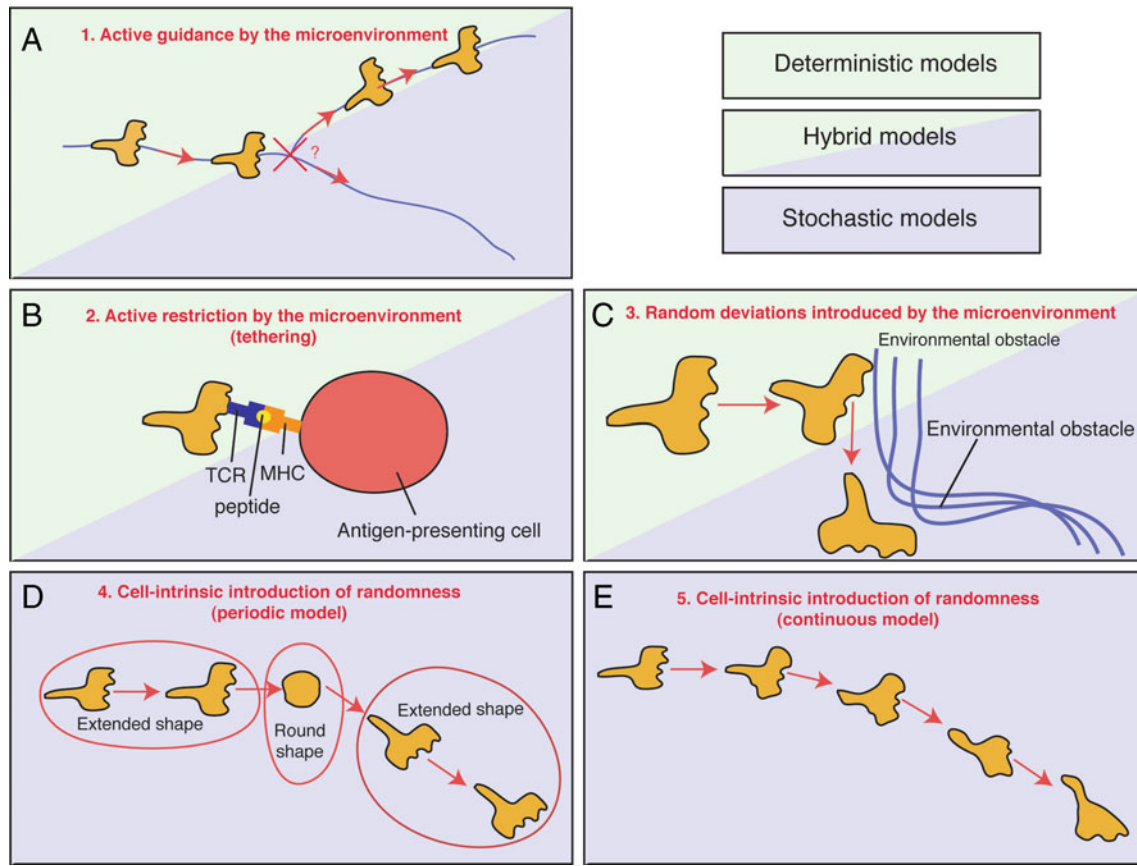 A
1. Active guidance by the microenvironment
?
Deterministic models
Hybrid models
Stochastic models
B
2. Active restriction by the microenvironment
(tethering)
TCR
MHC
peptide
Antigen-presenting cell
C
3. Random deviations introduced by the microenvironment
Environmental obstacle
Environmental obstacle
D
4. Cell-intrinsic introduction of randomness
(periodic model)
Extended shape
Round
shape
Extended shape
E
5. Cell-intrinsic introduction of randomness
(continuous model)